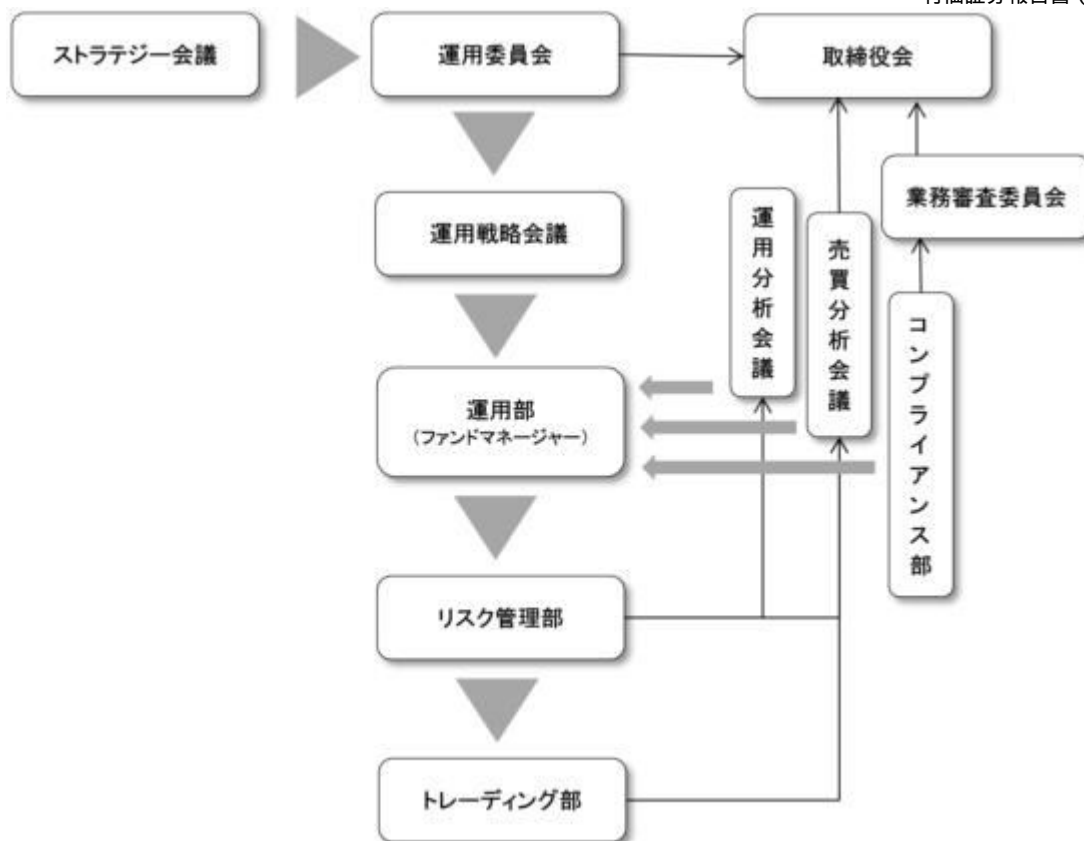 ストラテジー会議
運用委員会
取締役会
業務審査委員会
運用戦略会議
運用分析会議
売買分析会議
コンプライアンス部
運用部
（ファンドマネージャー）
リスク管理部
トレーディング部